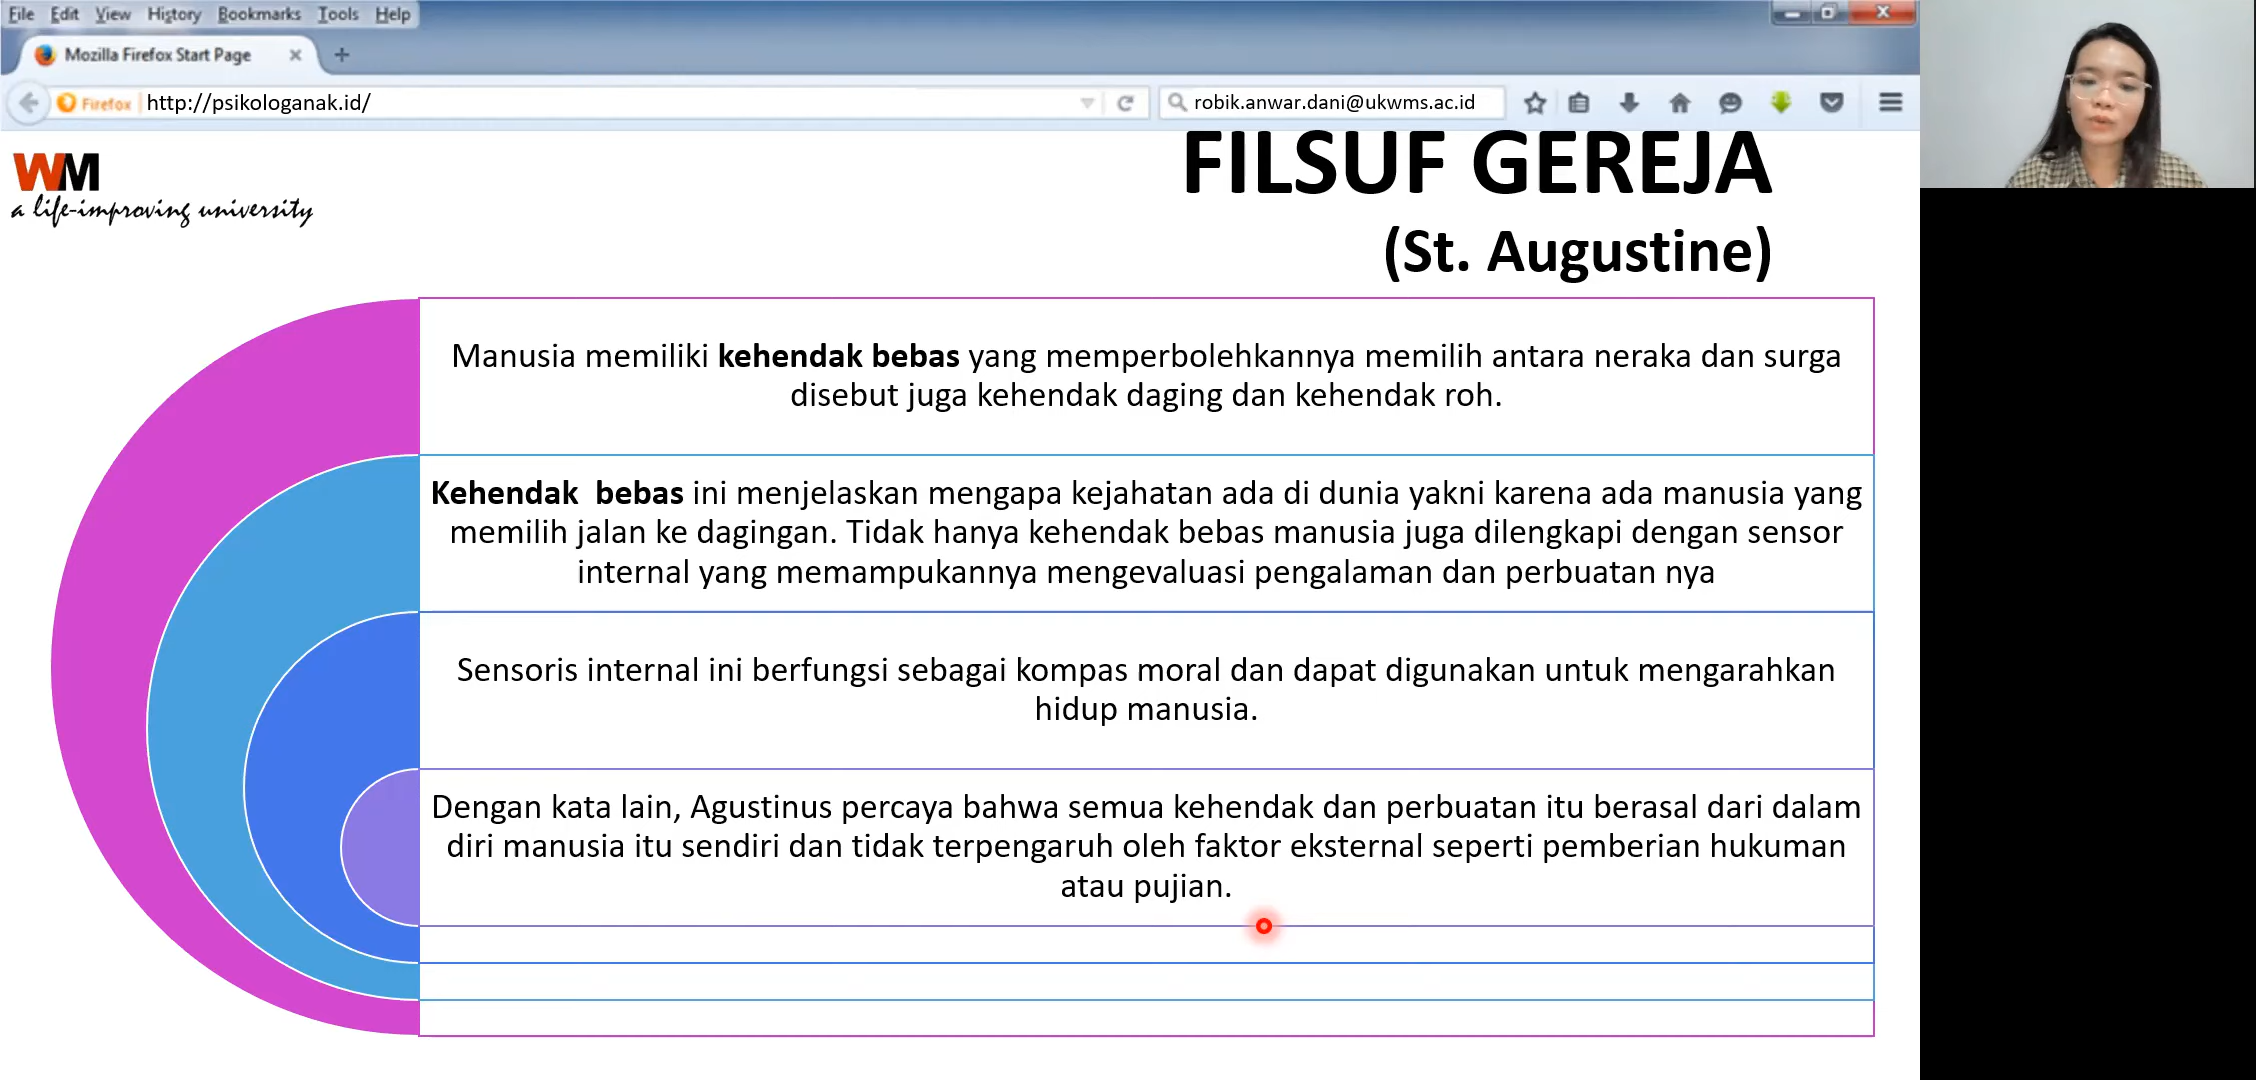 File Edit View History Bookmarks Tools Help
Mozilla Firefox Start Page
Firefox http://psikologanak.id/
robik.anwar.dani@ukwms.ac.id
WM
a life-improving university
FILSUF GEREJA
(St. Augustine)
Manusia memiliki kehendak bebas yang memperbolehkannya memilih antara neraka dan surga
disebut juga kehendak daging dan kehendak roh.
Kehendak bebas ini menjelaskan mengapa kejahatan ada di dunia yakni karena ada manusia yang
memilih jalan ke dagingan. Tidak hanya kehendak bebas manusia juga dilengkapi dengan sensor
internal yang memampukannya mengevaluasi pengalaman dan perbuatan nya
Sensoris internal ini berfungsi sebagai kompas moral dan dapat digunakan untuk mengarahkan
hidup manusia.
Dengan kata lain, Agustinus percaya bahwa semua kehendak dan perbuatan itu berasal dari dalam
diri manusia itu sendiri dan tidak terpengaruh oleh faktor eksternal seperti pemberian hukuman
atau pujian.